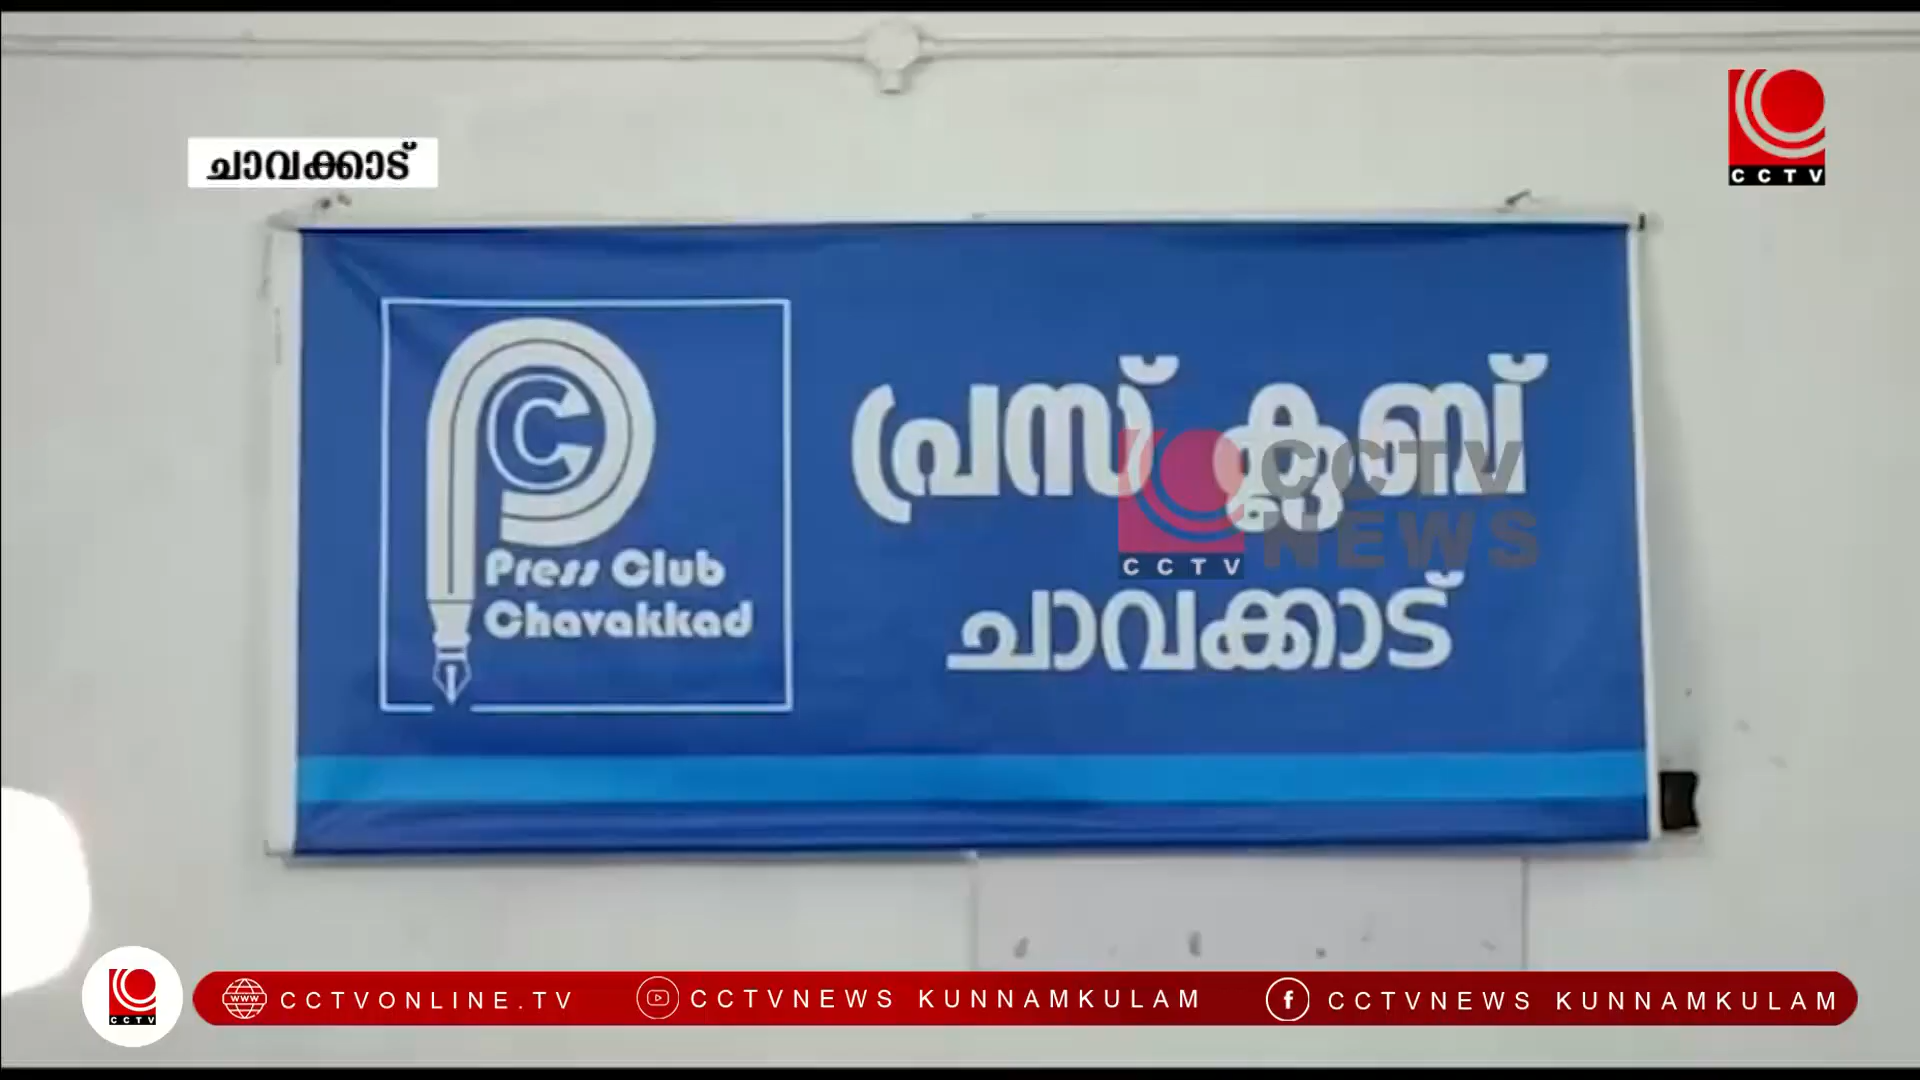 ചാവക്കാട്
CCTV
പ്രസ് ക്ലബ്
CCTV NEWS
CCTV
Press Club
Chavakkad
ചാവക്കാട്
CCTV
CCTVONLINE.TV
CCTVNEWS KUNNAMKULAM
CCTVNEWS KUNNAMKULAM